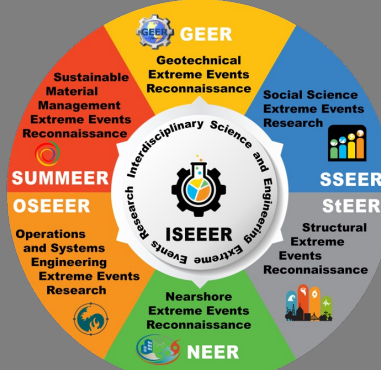 GEER
GEER
Geotechnical
Extreme Events
Reconnaissance
Social Science
Extreme Events
Research
SSEER
StEER
Structural
Extreme
Events
Reconnaissance
Nearshore
Extreme Events
Reconnaissance
NEER
OSEEER
Operations
and Systems
Engineering
Extreme Events
Research
Sustainable
Material
Management
Extreme Events
Reconnaissance
SUMMEER
Interdisciplinary Science and Engineering Extreme Events Research
ISEEER